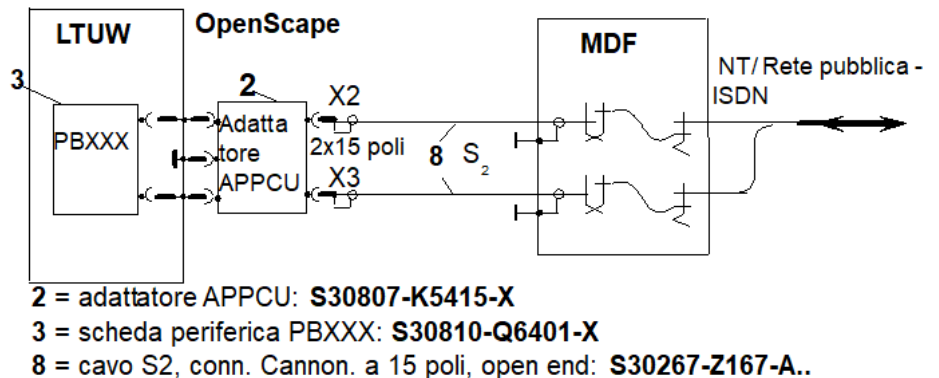 LTUW
OpenScape
MDF
NT/ Rete pubblica -
ISDN
3
2
X2
PBXXX
Adatta
tore
APPCU
2x15 poli
8 S2
X3
2 = adattatore APPCU: S30807-K5415-X
3 = scheda periferica PBXXX: S30810-Q6401-X
8 = cavo S2, conn. Cannon. a 15 poli, open end: S30267-Z167-A..